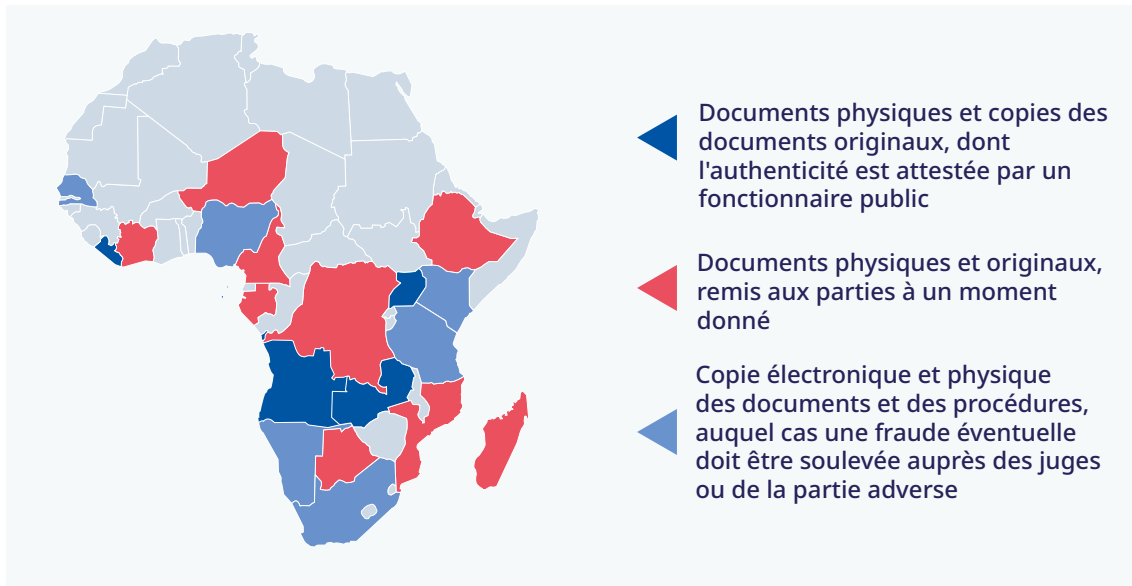 Documents physiques et copies des
documents originaux, dont
l'authenticité est attestée par un
fonctionnaire public
Documents physiques et originaux,
remis aux parties à un moment
donné
Copie électronique et physique
des documents et des procédures,
auquel cas une fraude éventuelle
doit être soulevée auprès des juges
ou de la partie adverse